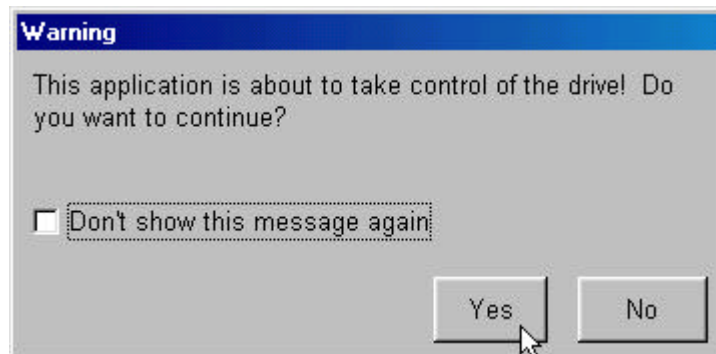 Warning
This application is about to take control of the drive!  Do
you want to continue?
Don't show this message again
Yes
No